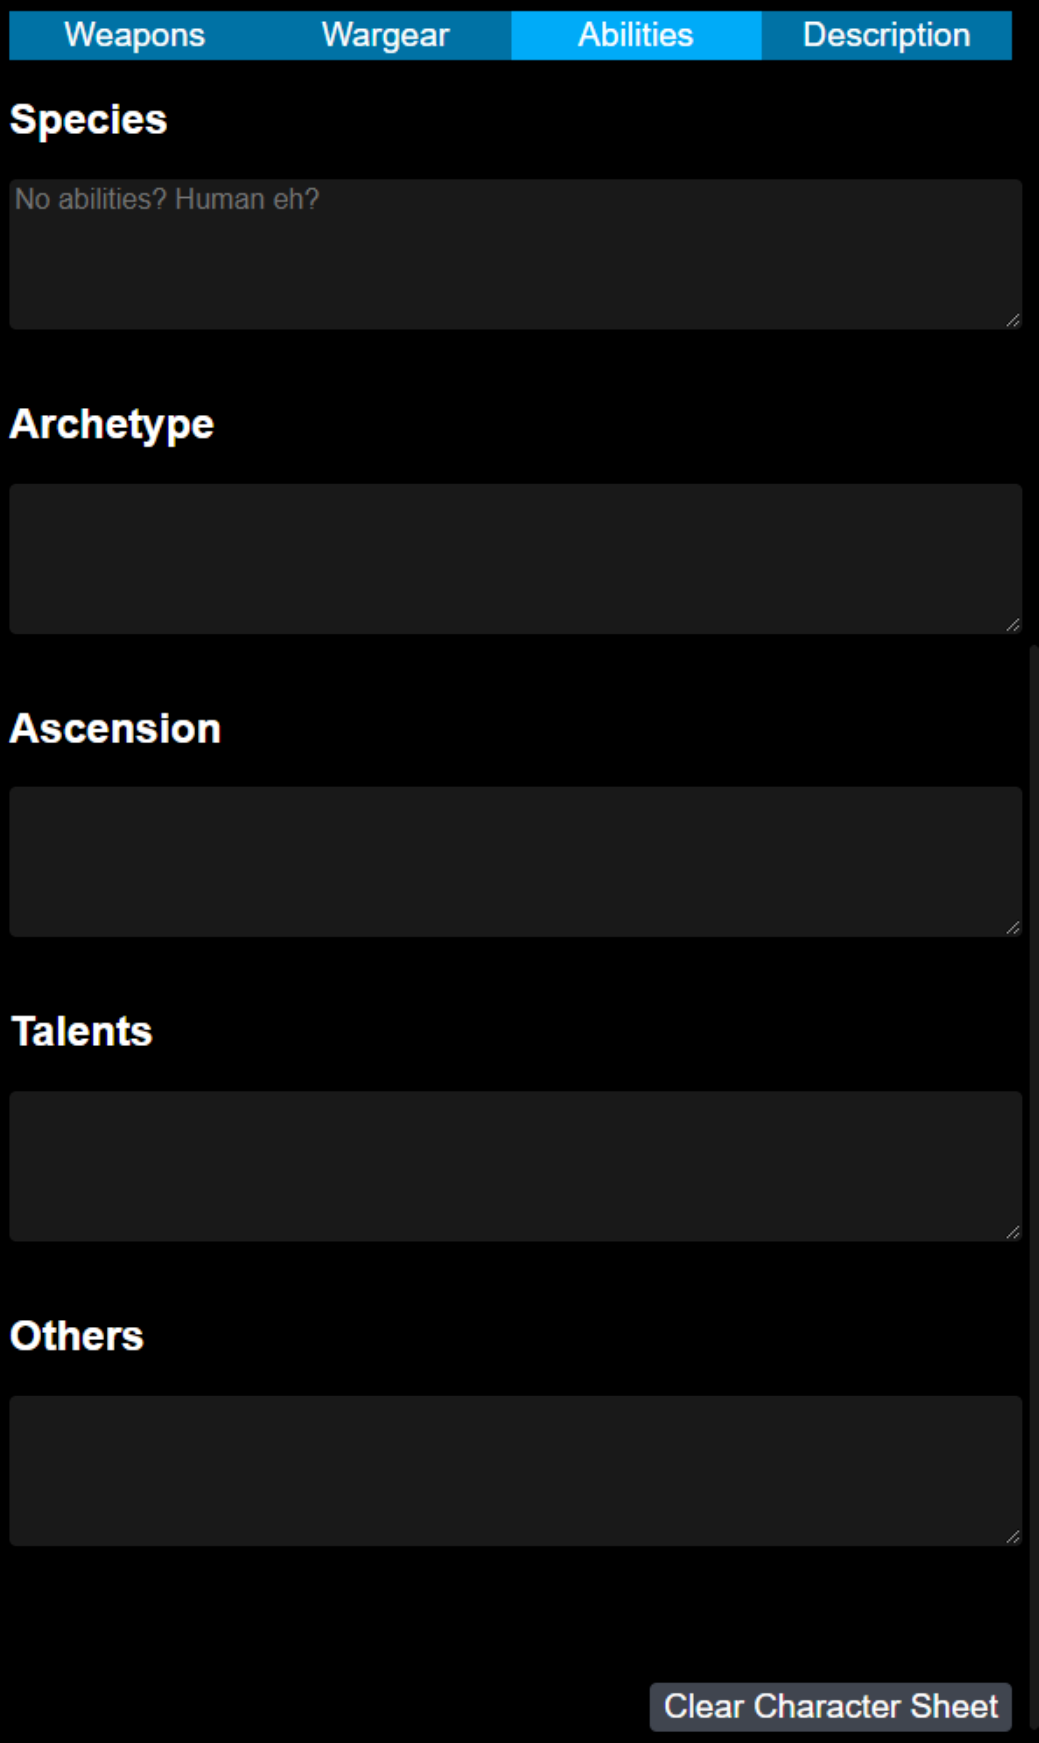 Weapons Wargear Abilities Description
Species
No abilities? Human eh?
Archetype
Ascension
Talents
Others
Clear Character Sheet